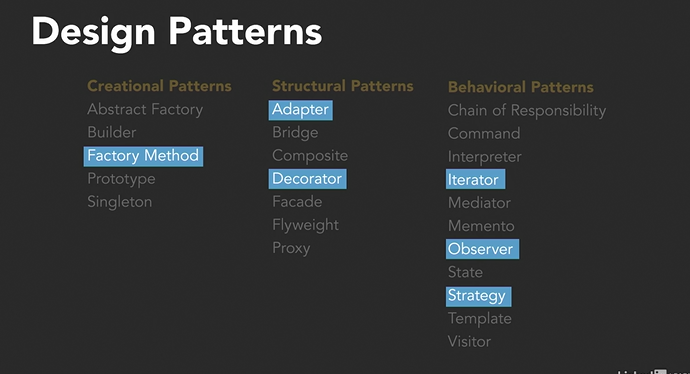 Design Patterns
Creational Patterns
Abstract Factory
Builder
Factory Method
Prototype
Singleton
Structural Patterns
Adapter
Bridge
Composite
Decorator
Facade
Flyweight
Proxy
Behavioral Patterns
Chain of Responsibility
Command
Interpreter
Iterator
Mediator
Memento
Observer
State
Strategy
Template
Visitor